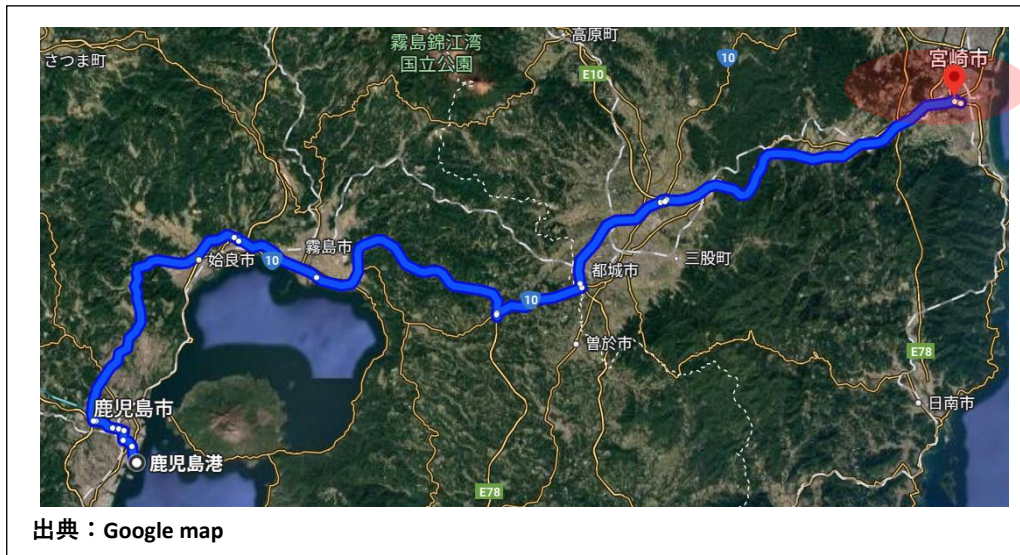 さつま町
霧島錦江湾
国立公園
高原町
E10
10
宮崎市
霧島市
姶良市
10
都城市
三股町
10
曽於市
E78
日南市
鹿児島市
鹿児島港
E78
出典：Google map